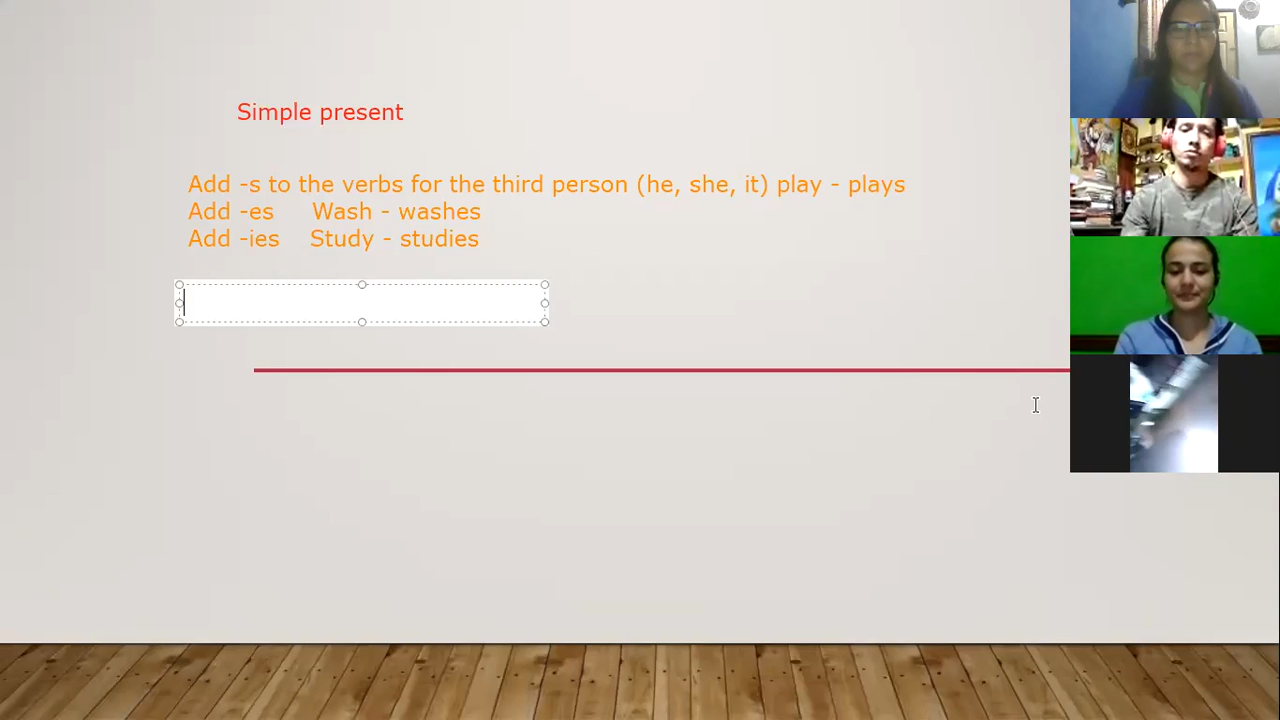 Simple present
Add -s to the verbs for the third person (he, she, it) play - plays
Add -es Wash - washes
Add -ies Study - studies